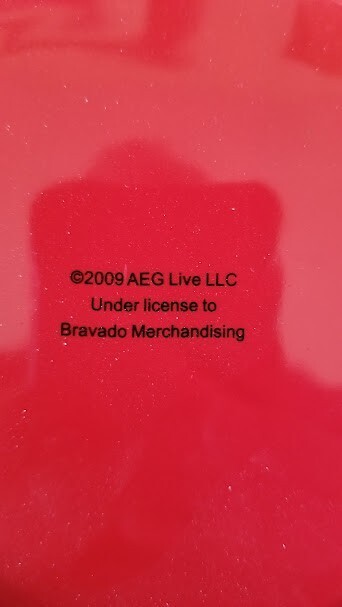 ©2009 AEG Live LLC
Under license to
Bravado Merchandising